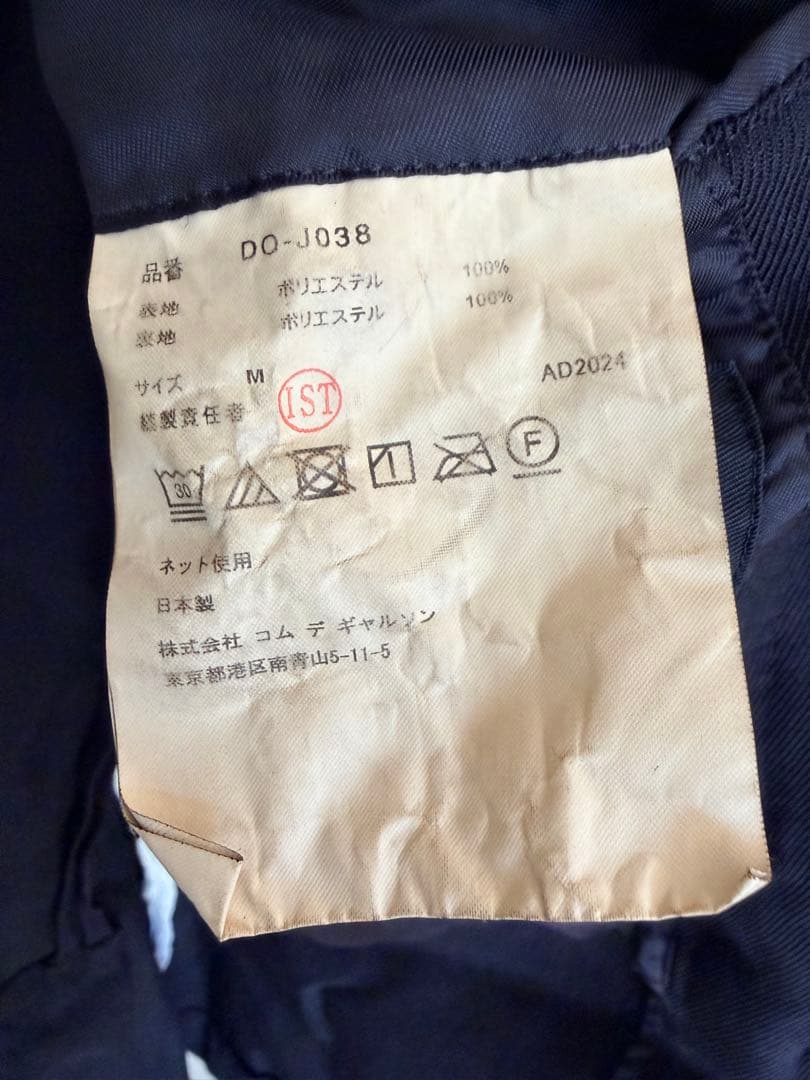 品番 DO-J038
表地 ポリエステル 100%
裏地 ポリエステル 100%
サイズ M AD2024
縫製責任者 IST
30 1 F
ネット使用
日本製
株式会社 コム デ ギャルソン
東京都港区南青山5-11-5